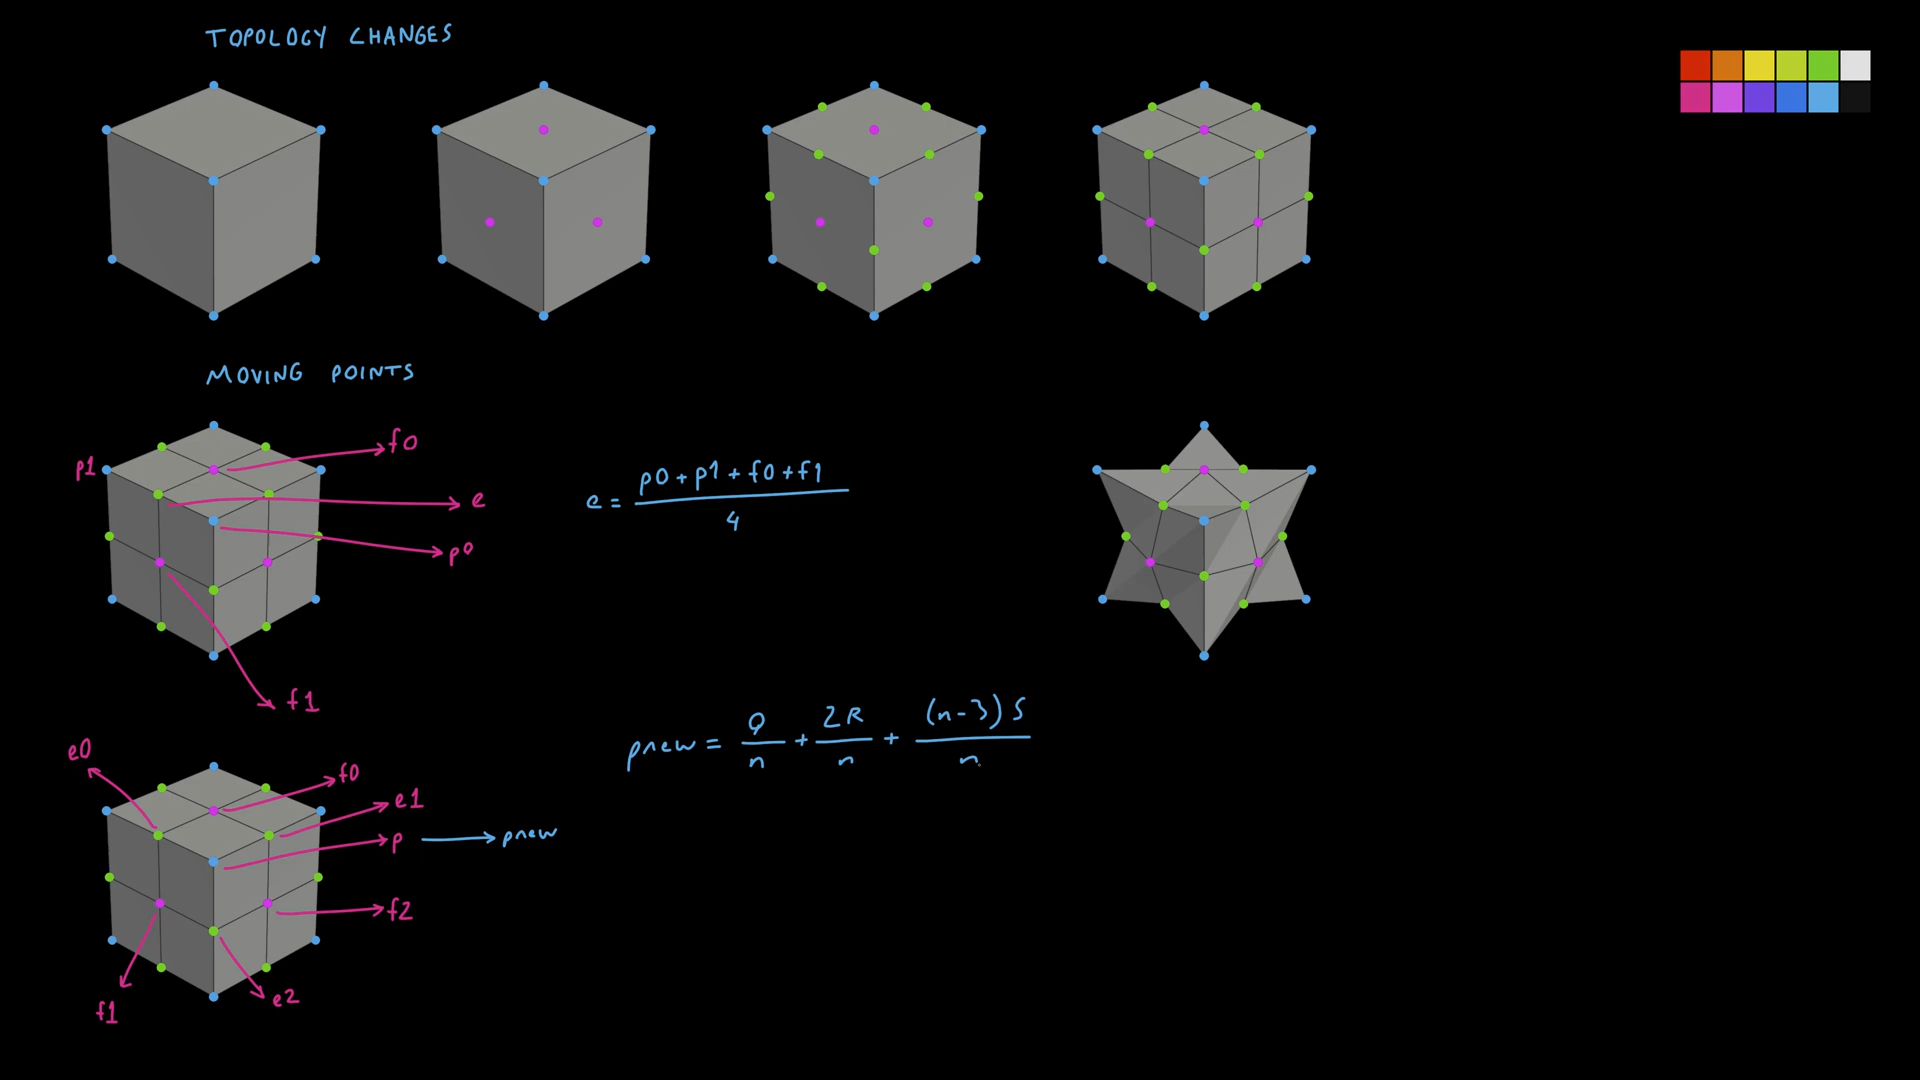 TOPOLOGY CHANGES
MOVING POINTS
p1
f0
e
p0
f1
e = (p0 + p1 + f0 + f1) / 4
pnew = Q/n + 2R/n + (n-3)S/n
e0
f0
e1
p → pnew
f2
f1
e2